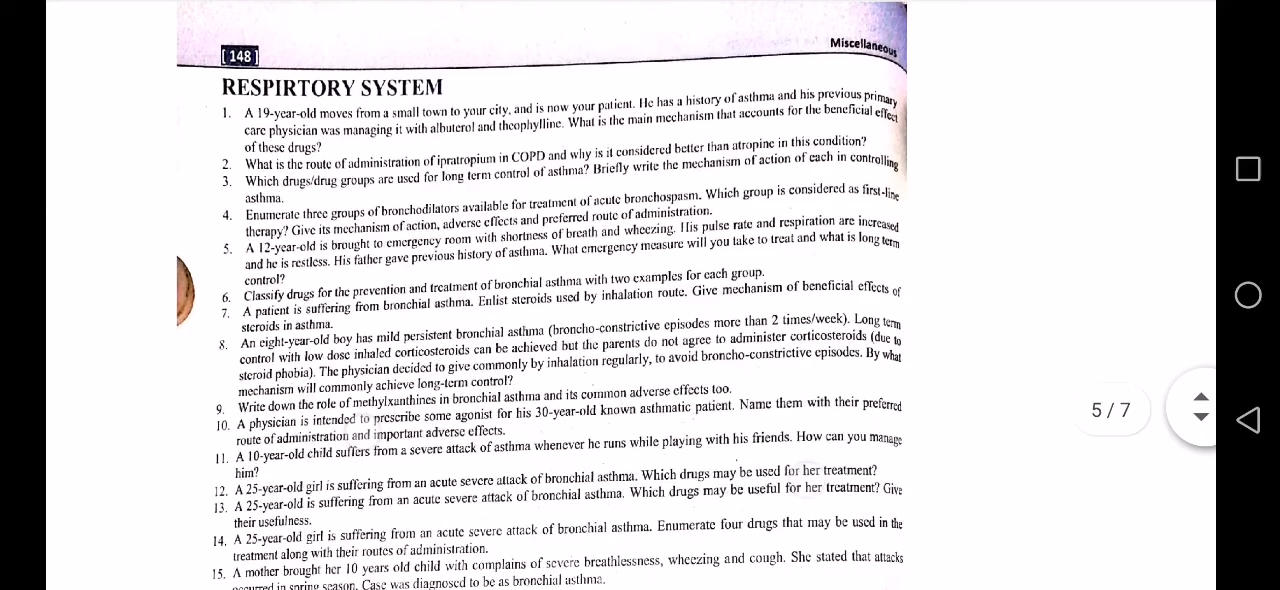 [ 148 ]
Miscellaneous
RESPIRTORY SYSTEM
1. A 19-year-old moves from a small town to your city, and is now your patient. He has a history of asthma and his previous primary
care physician was managing it with albuterol and theophylline. What is the main mechanism that accounts for the beneficial effect
of these drugs?
2. What is the route of administration of ipratropium in COPD and why is it considered better than atropine in this condition?
3. Which drugs/drug groups are used for long term control of asthma? Briefly write the mechanism of action of each in controlling
asthma.
4. Enumerate three groups of bronchodilators available for treatment of acute bronchospasm. Which group is considered as first-line
therapy? Give its mechanism of action, adverse effects and preferred route of administration.
5. A 12-year-old is brought to emergency room with shortness of breath and wheezing. His pulse rate and respiration are increased
and he is restless. His father gave previous history of asthma. What emergency measure will you take to treat and what is long term
control?
6. Classify drugs for the prevention and treatment of bronchial asthma with two examples for each group.
7. A patient is suffering from bronchial asthma. Enlist steroids used by inhalation route. Give mechanism of beneficial effects of
steroids in asthma.
8. An eight-year-old boy has mild persistent bronchial asthma (broncho-constrictive episodes more than 2 times/week). Long term
control with low dose inhaled corticosteroids can be achieved but the parents do not agree to administer corticosteroids (due to
steroid phobia). The physician decided to give commonly by inhalation regularly, to avoid broncho-constrictive episodes. By what
mechanism will commonly achieve long-term control?
9. Write down the role of methylxanthines in bronchial asthma and its common adverse effects too.
10. A physician is intended to prescribe some agonist for his 30-year-old known asthmatic patient. Name them with their preferred
route of administration and important adverse effects.
11. A 10-year-old child suffers from a severe attack of asthma whenever he runs while playing with his friends. How can you manage
him?
12. A 25-year-old girl is suffering from an acute severe attack of bronchial asthma. Which drugs may be used for her treatment?
13. A 25-year-old is suffering from an acute severe attack of bronchial asthma. Which drugs may be useful for her treatment? Give
their usefulness.
14. A 25-year-old girl is suffering from an acute severe attack of bronchial asthma. Enumerate four drugs that may be used in the
treatment along with their routes of administration.
15. A mother brought her 10 years old child with complains of severe breathlessness, wheezing and cough. She stated that attacks
occurred in spring season. Case was diagnosed to be as bronchial asthma.
5 / 7